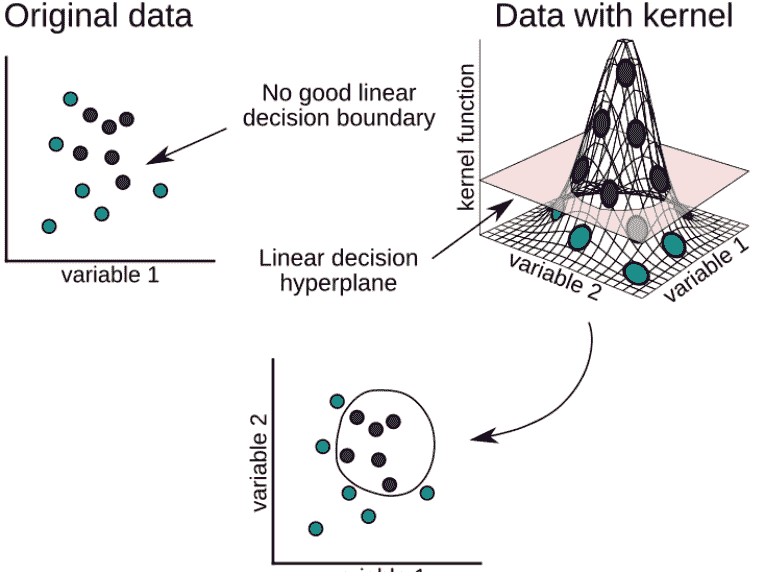 Original data
Data with kernel
No good linear
decision boundary
kernel function
variable 1
Linear decision
hyperplane
variable 2
variable 1
variable 2